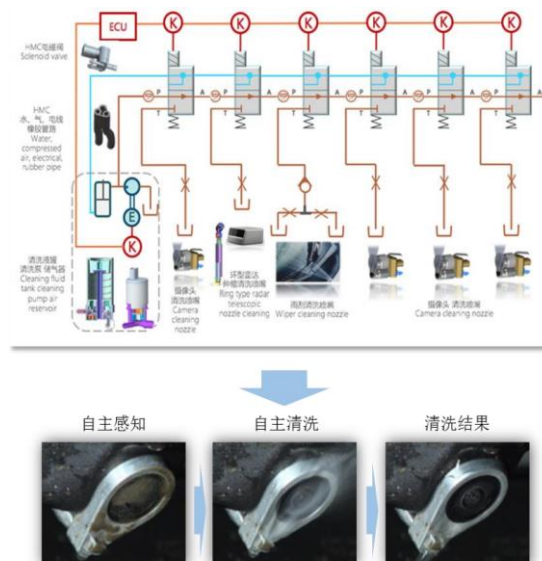 ECU
K
K
K
K
K
K
HMC电磁阀
Solenoid valve
P
A
P
A
P
A
P
A
P
A
P
A
T
T
T
T
T
T
HMC
水、气、电线
橡胶管路
Water,
compressed
air, electrical,
rubber pipe
E
K
清洗液罐
清洗泵 储气器
Cleaning fluid
tank cleaning
pump air
reservoir
摄像头
清洗喷嘴
Camera
cleaning
nozzle
环型雷达
伸缩清洗喷嘴
Ring type radar
telescopic
nozzle cleaning
雨刮清洗喷嘴
Wiper cleaning nozzle
摄像头 清洗喷嘴
Camera cleaning nozzle
自主感知
自主清洗
清洗结果